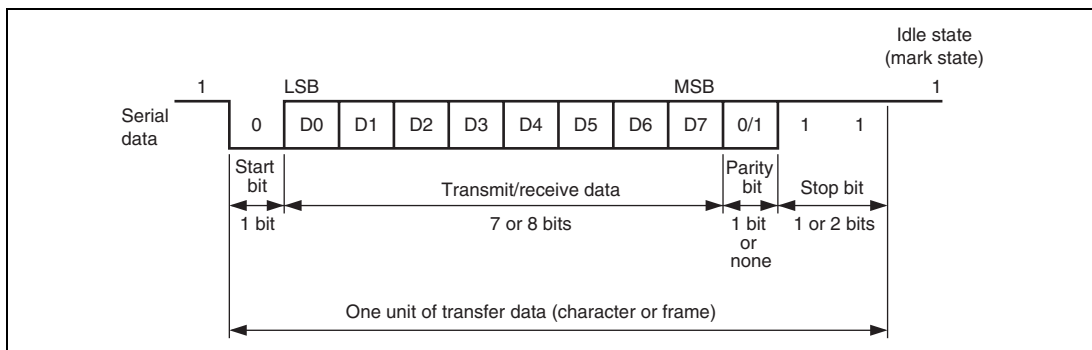 Idle state
(mark state)
1 LSB MSB 1
Serial
data
0 D0 D1 D2 D3 D4 D5 D6 D7 0/1 1 1
Start
bit
Transmit/receive data
Parity
bit
Stop bit
1 bit
7 or 8 bits
1 bit
or
none
1 or 2 bits
One unit of transfer data (character or frame)